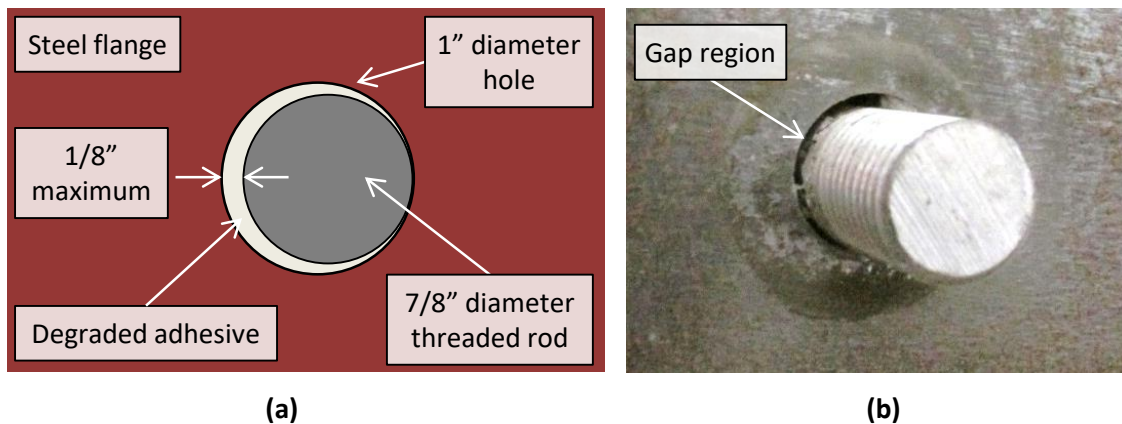 Steel flange
1” diameter
hole
1/8”
maximum
Degraded adhesive
7/8” diameter
threaded rod
(a)
Gap region
(b)